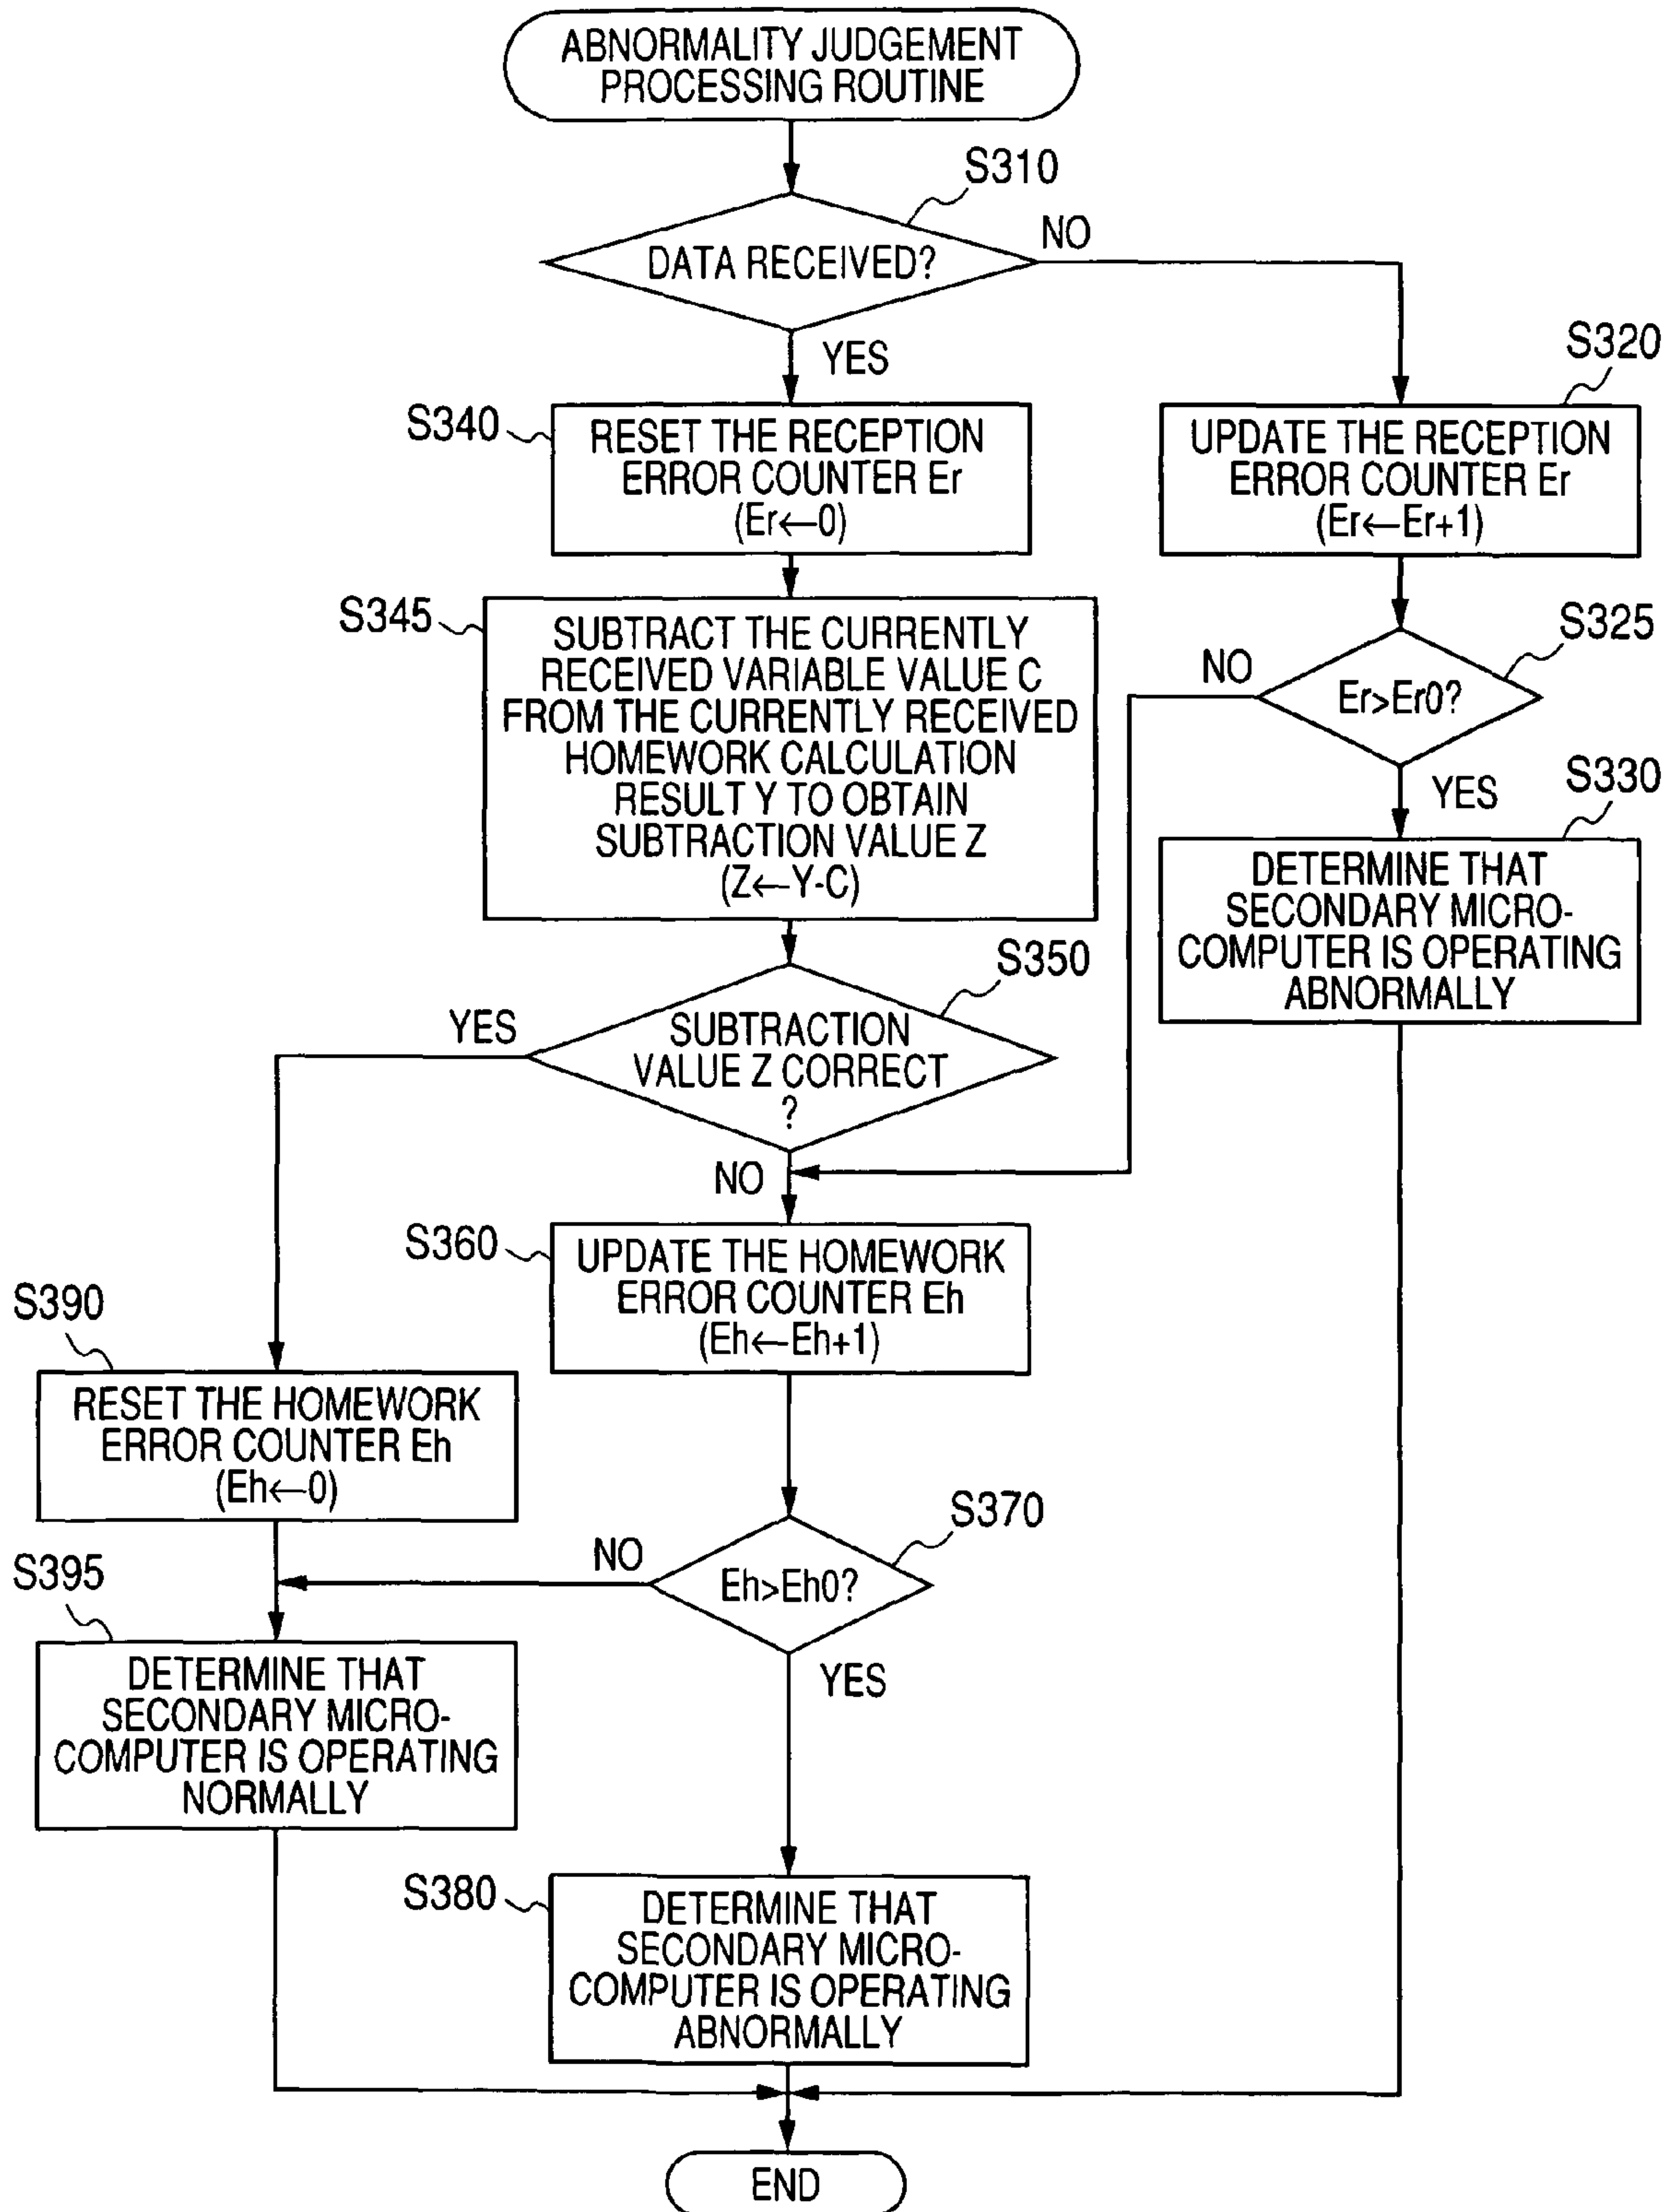 ABNORMALITY JUDGEMENT
PROCESSING ROUTINE
S310
DATA RECEIVED?
NO
YES
S320
UPDATE THE RECEPTION
ERROR COUNTER Er
(Er←Er+1)
S340
RESET THE RECEPTION
ERROR COUNTER Er
(Er←0)
S325
Er>Er0?
NO
YES
S345
SUBTRACT THE CURRENTLY
RECEIVED VARIABLE VALUE C
FROM THE CURRENTLY RECEIVED
HOMEWORK CALCULATION
RESULT Y TO OBTAIN
SUBTRACTION VALUE Z
(Z←Y-C)
S330
DETERMINE THAT
SECONDARY MICRO-
COMPUTER IS OPERATING
ABNORMALLY
S350
SUBTRACTION
VALUE Z CORRECT
?
YES
NO
S360
UPDATE THE HOMEWORK
ERROR COUNTER Eh
(Eh←Eh+1)
S390
RESET THE HOMEWORK
ERROR COUNTER Eh
(Eh←0)
S370
Eh>Eh0?
NO
YES
S395
DETERMINE THAT
SECONDARY MICRO-
COMPUTER IS OPERATING
NORMALLY
S380
DETERMINE THAT
SECONDARY MICRO-
COMPUTER IS OPERATING
ABNORMALLY
END